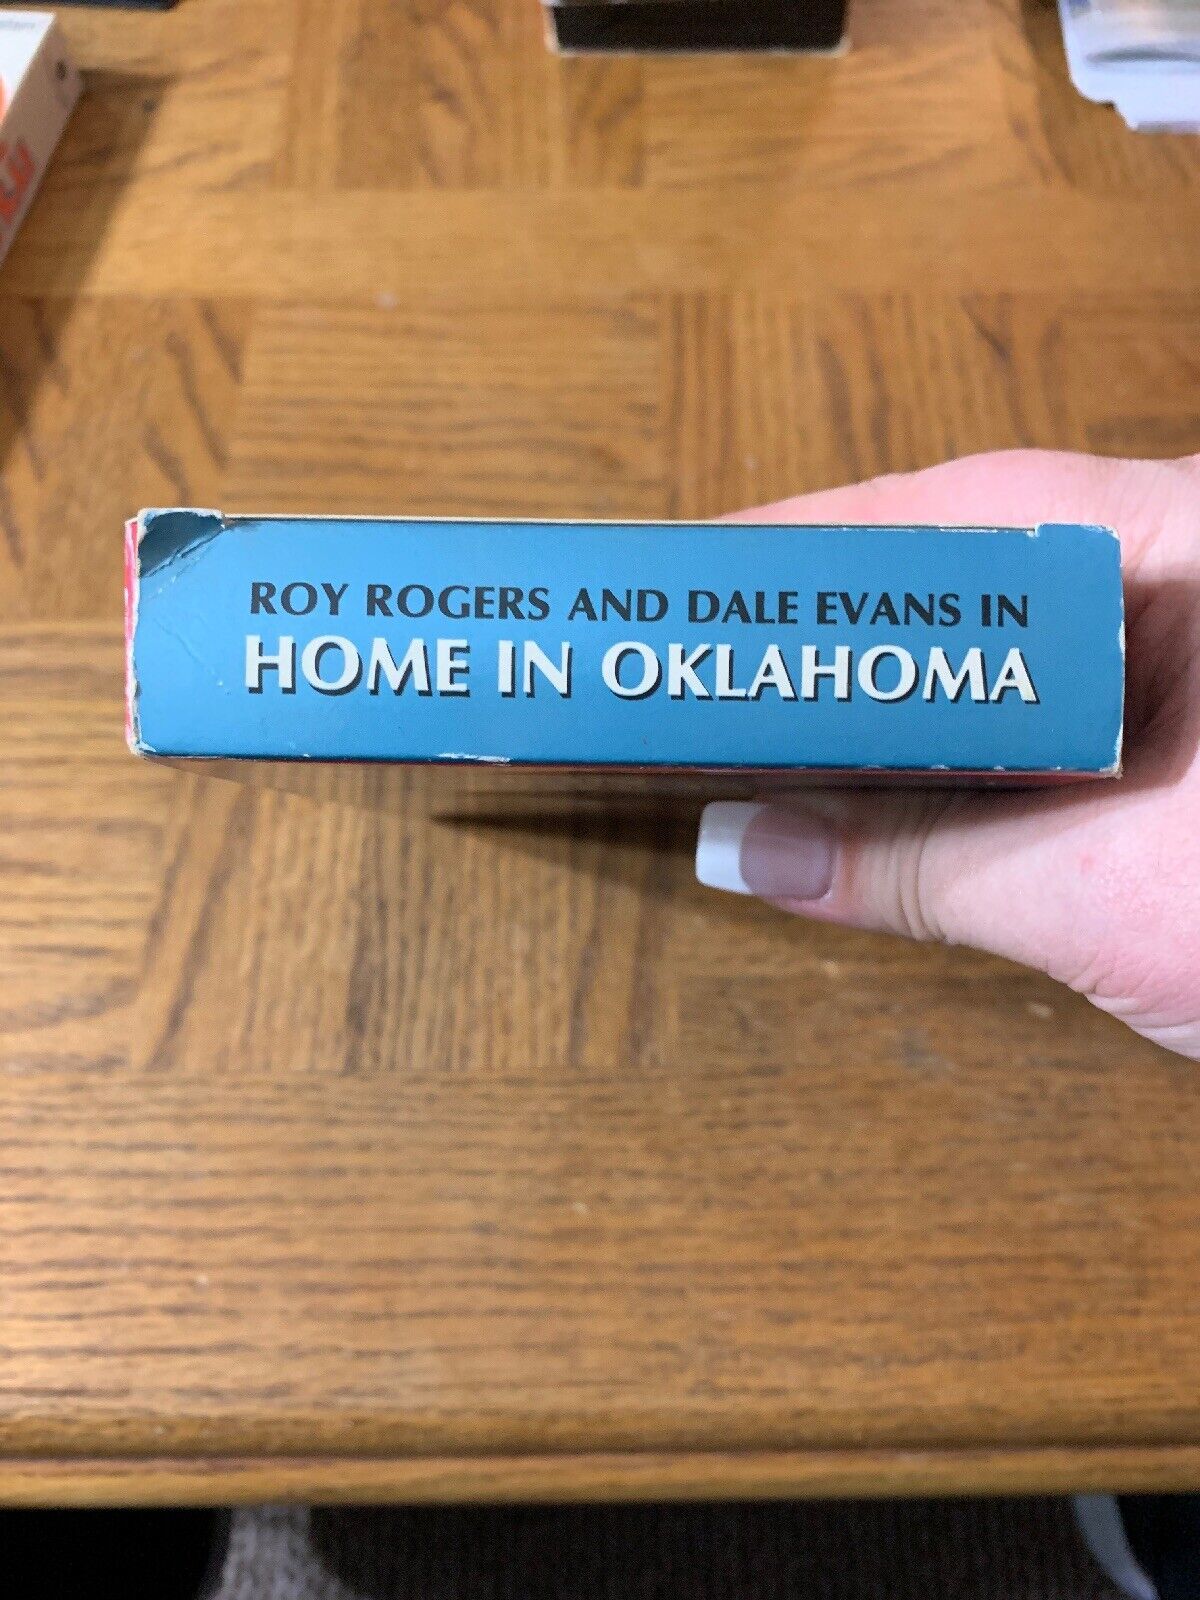 ROY ROGERS AND DALE EVANS IN
HOME IN OKLAHOMA